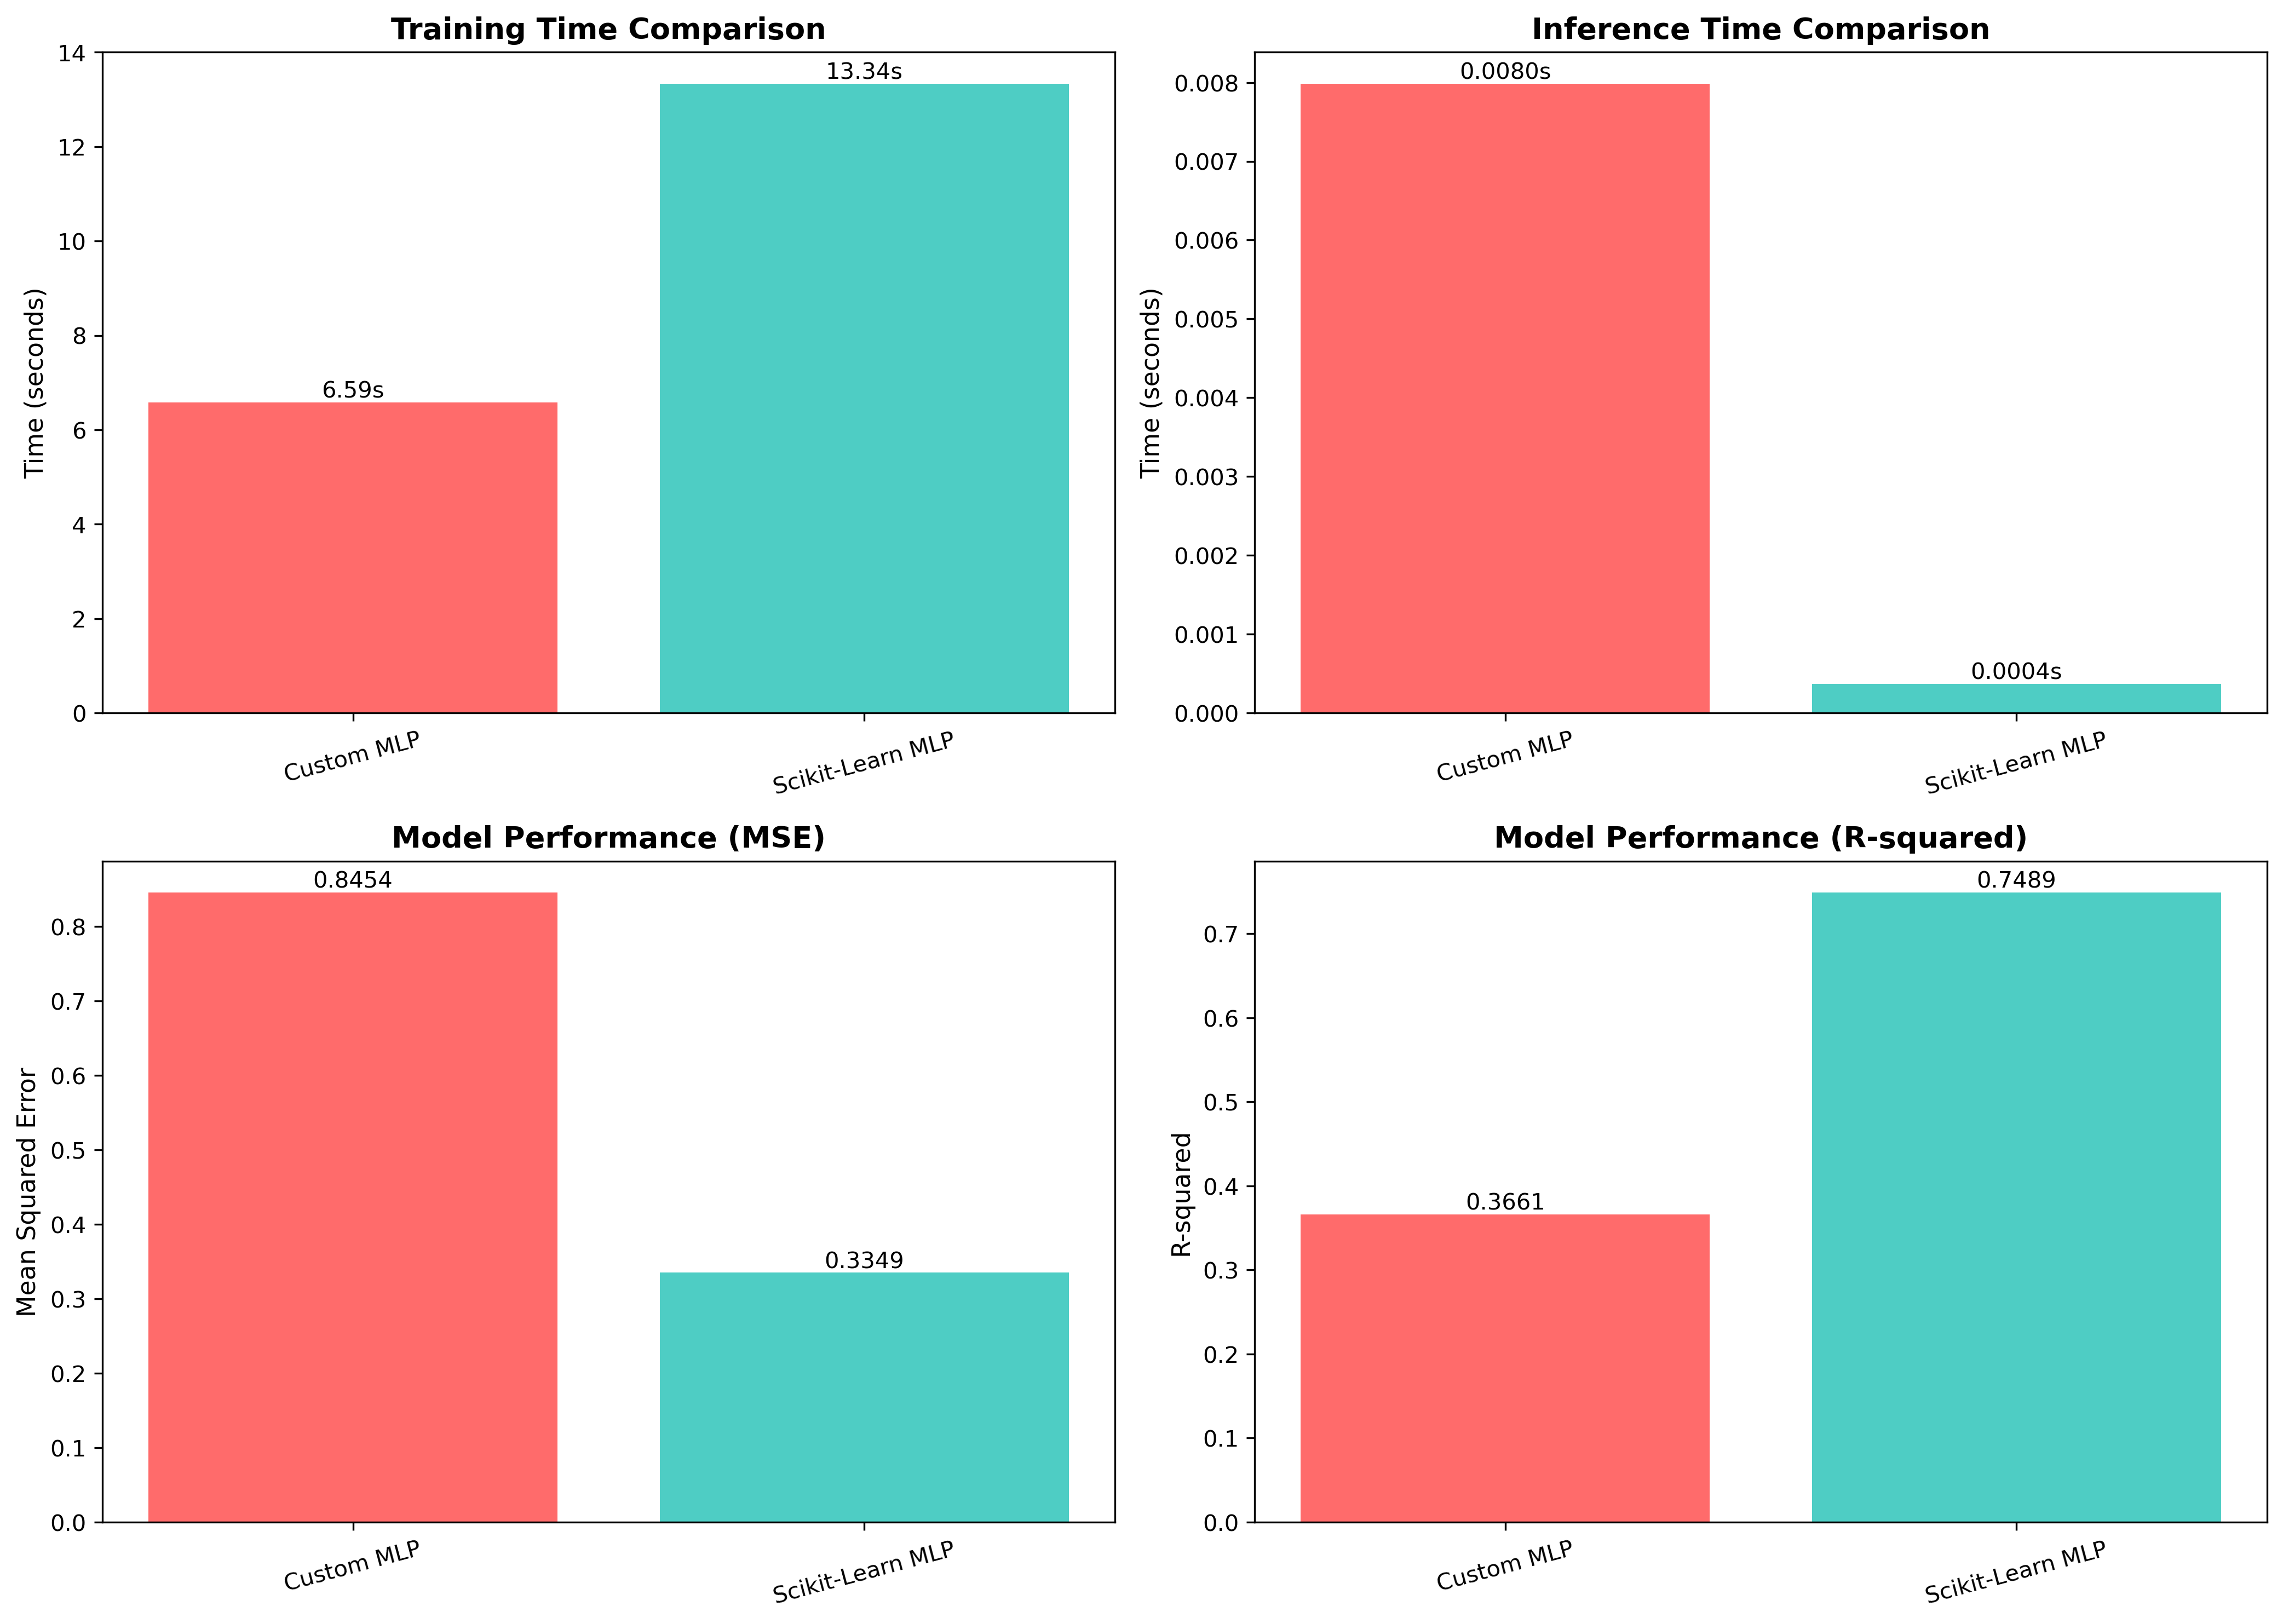 Training Time Comparison
Time (seconds)
14
12
10
8
6
4
2
0
6.59s
13.34s
Custom MLP
Scikit-Learn MLP
Inference Time Comparison
Time (seconds)
0.008
0.007
0.006
0.005
0.004
0.003
0.002
0.001
0.000
0.0080s
0.0004s
Custom MLP
Scikit-Learn MLP
Model Performance (MSE)
Mean Squared Error
0.8
0.7
0.6
0.5
0.4
0.3
0.2
0.1
0.0
0.8454
0.3349
Custom MLP
Scikit-Learn MLP
Model Performance (R-squared)
R-squared
0.7
0.6
0.5
0.4
0.3
0.2
0.1
0.0
0.3661
0.7489
Custom MLP
Scikit-Learn MLP